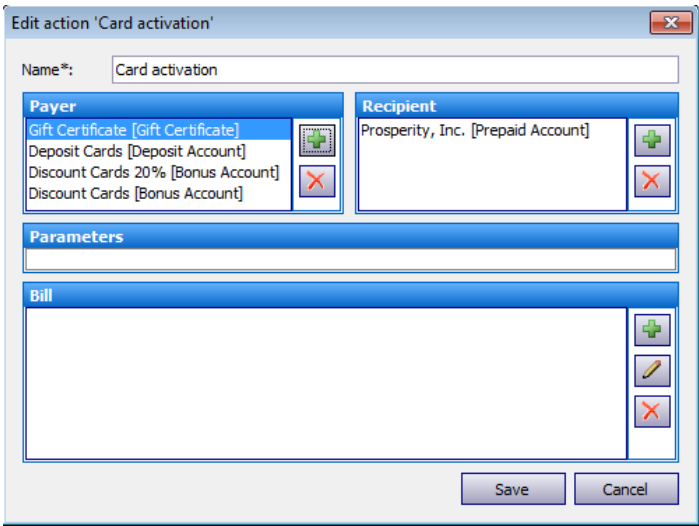 Edit action 'Card activation'
Name*: Card activation
Payer
Gift Certificate [Gift Certificate]
Deposit Cards [Deposit Account]
Discount Cards 20% [Bonus Account]
Discount Cards [Bonus Account]
Recipient
Prosperity, Inc. [Prepaid Account]
Parameters
Bill
Save
Cancel